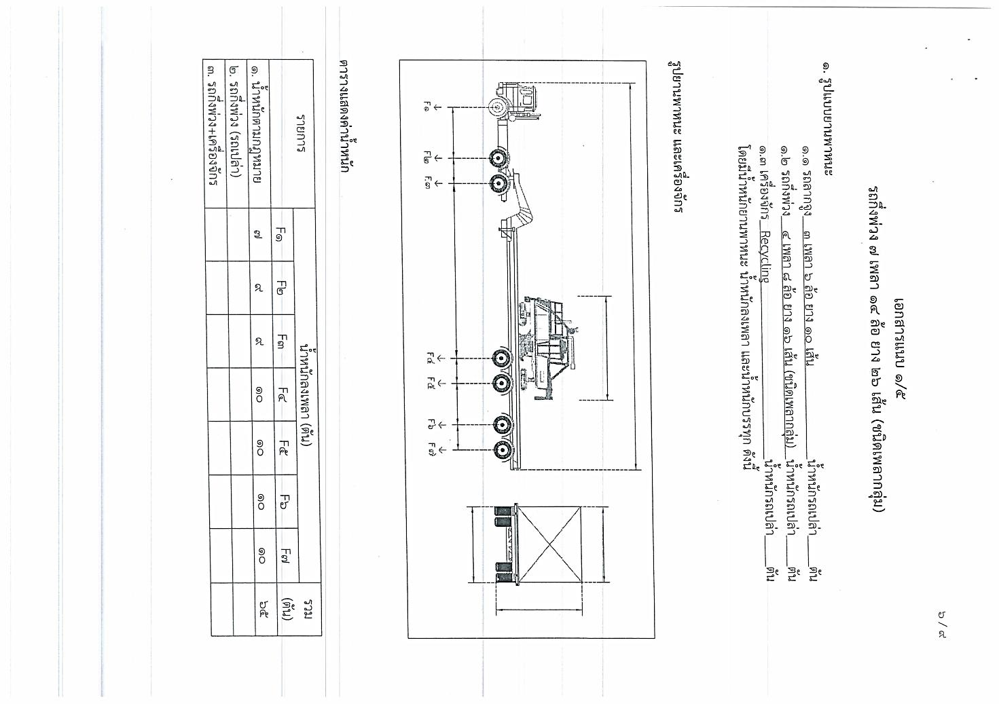 ๖/๙
เอกสารแนบ ๑/๕
รถกึ่งพ่วง ๗ เพลา ๑๔ ล้อ ยาง ๒๖ เส้น (ชนิดเพลากลุ่ม)
๑. รูปแบบยานพาหนะ
๑.๑ รถลากจูง ๓ เพลา ๖ ล้อ ยาง ๑๐ เส้น น้ำหนักรถเปล่า ____ ตัน
๑.๒ รถกึ่งพ่วง ๔ เพลา ๘ ล้อ ยาง ๑๖ เส้น (ชนิดเพลากลุ่ม) น้ำหนักรถเปล่า ____ ตัน
๑.๓ เครื่องจักร Recycling น้ำหนักรถเปล่า ____ ตัน
โดยมีน้ำหนักยานพาหนะ น้ำหนักลงเพลา และน้ำหนักบรรทุก ดังนี้
รูปยานพาหนะ และเครื่องจักร
F๑ F๒ F๓ F๔ F๕ F๖ F๗
ตารางแสดงค่าน้ำหนัก
รายการ น้ำหนักลงเพลา (ตัน) รวม (ตัน)
F๑ F๒ F๓ F๔ F๕ F๖ F๗
๑. น้ำหนักตามกฎหมาย ๗ ๙ ๙ ๑๐ ๑๐ ๑๐ ๑๐ ๖๕
๒. รถกึ่งพ่วง (รถเปล่า)
๓. รถกึ่งพ่วง+เครื่องจักร